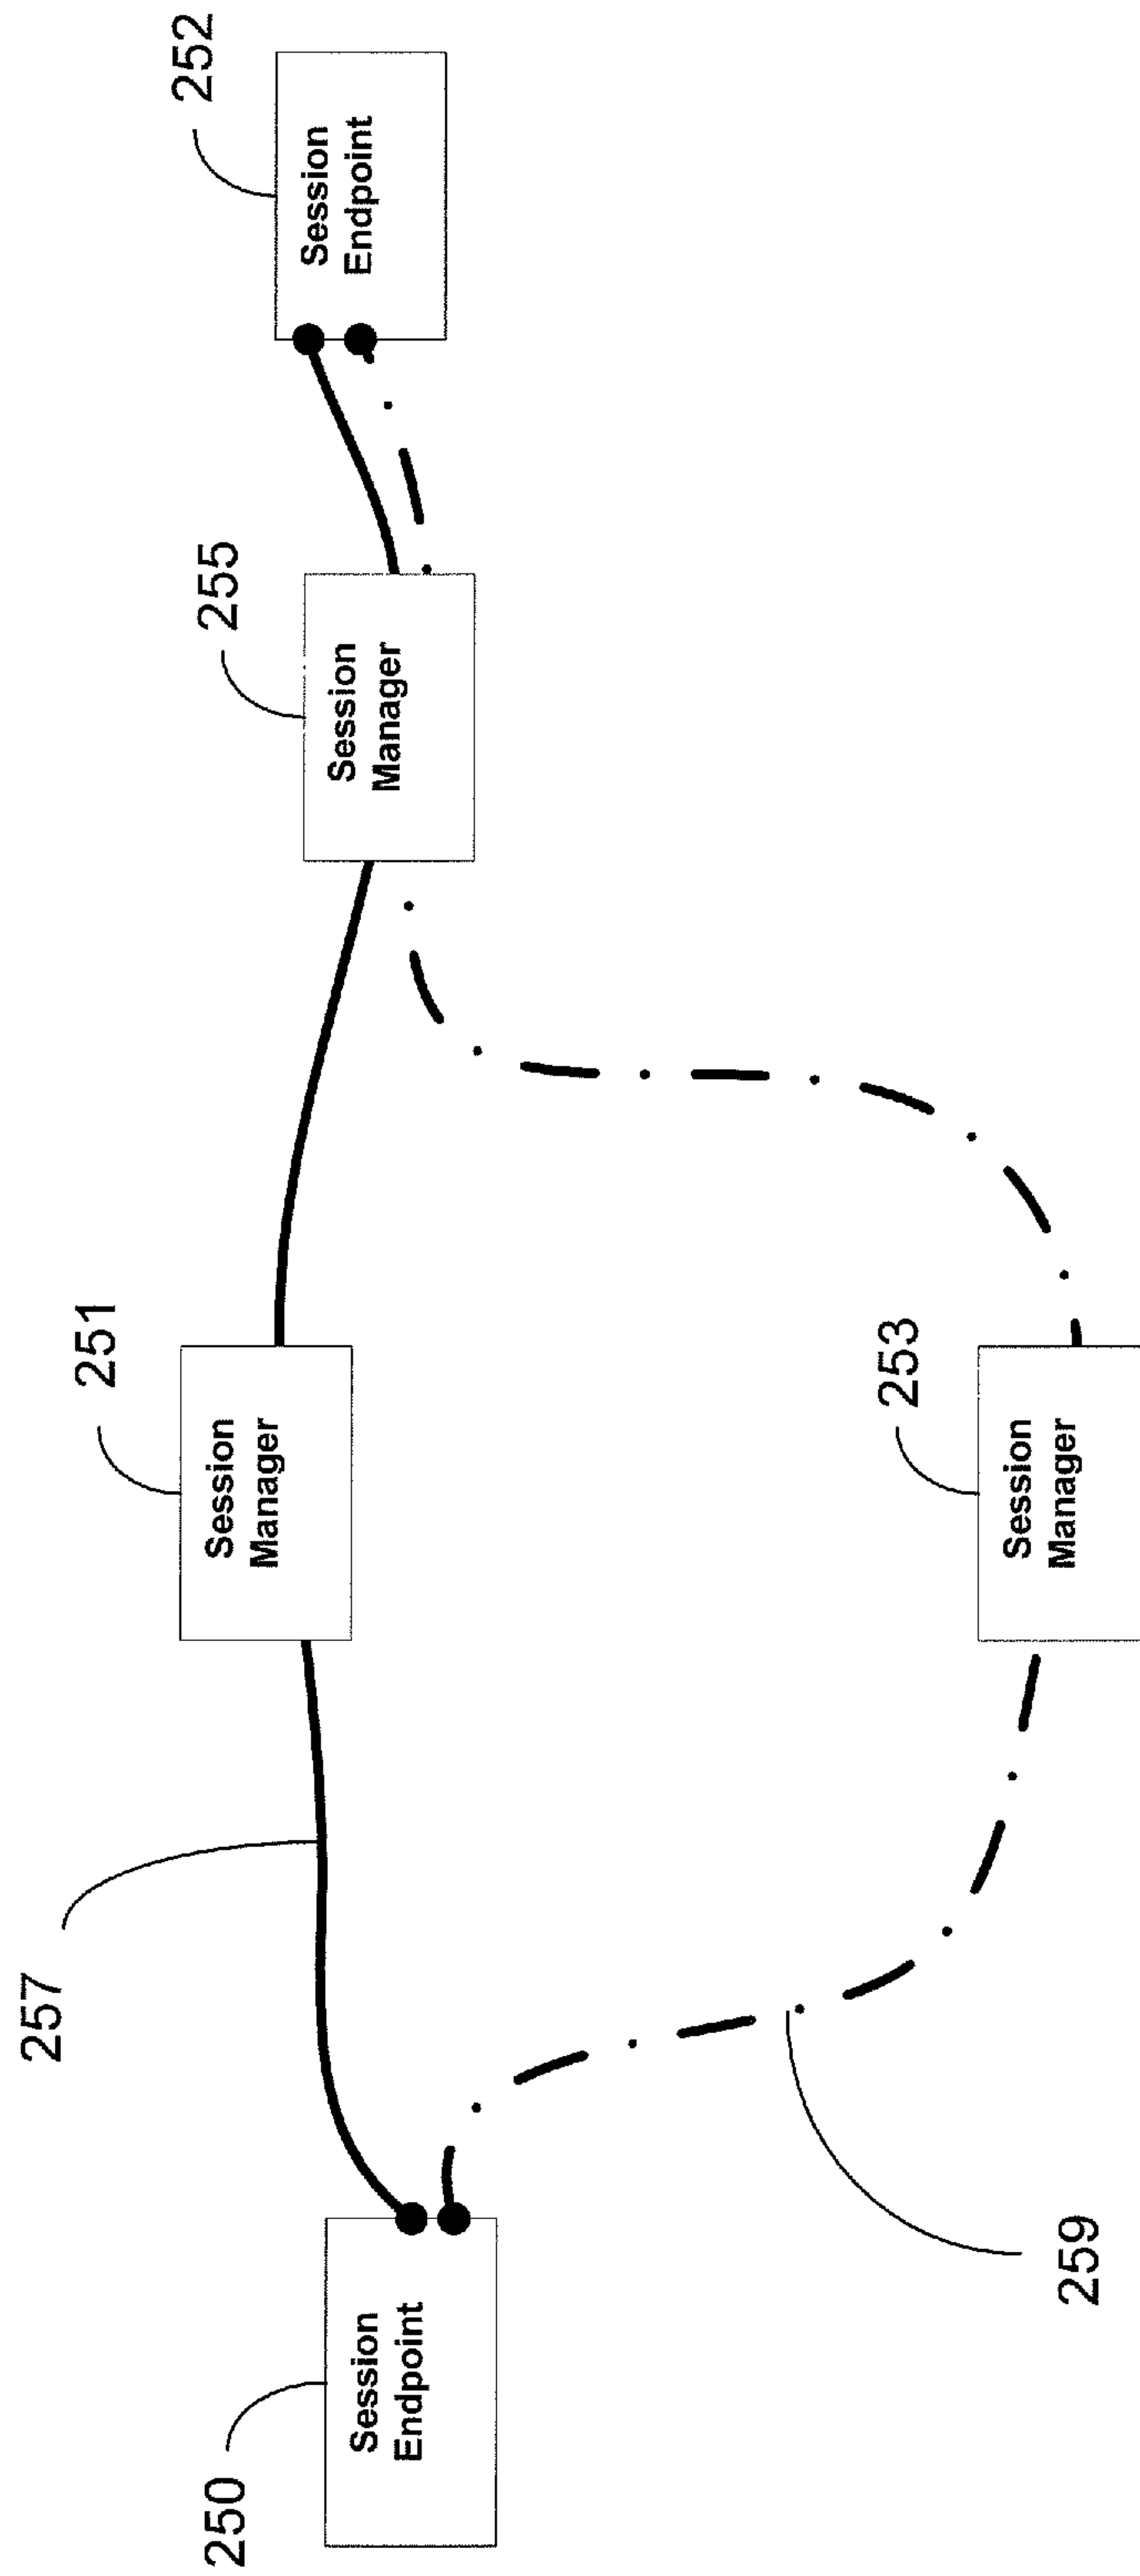 257
251
255
252
Session
Manager
Session
Manager
Session
Endpoint
250
Session
Endpoint
259
253
Session
Manager